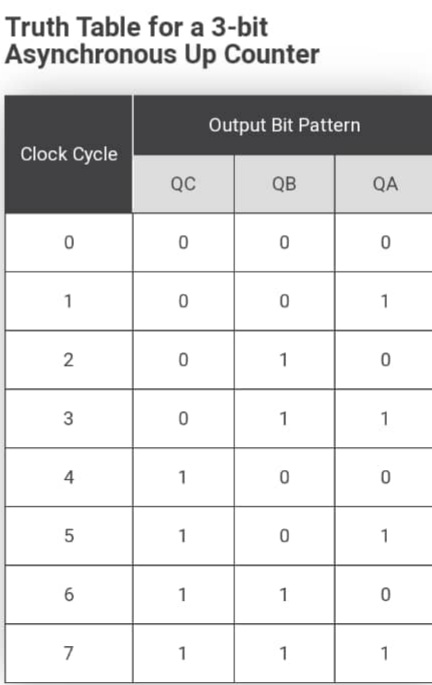 Truth Table for a 3-bit
Asynchronous Up Counter
Clock Cycle Output Bit Pattern
QC QB QA
0 0 0 0
1 0 0 1
2 0 1 0
3 0 1 1
4 1 0 0
5 1 0 1
6 1 1 0
7 1 1 1